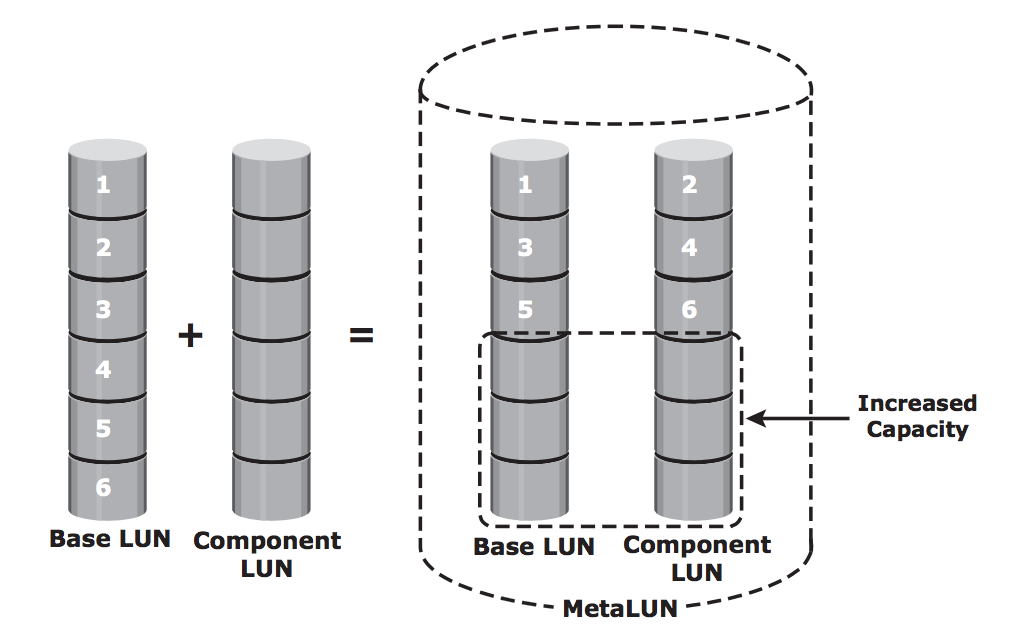 1
2
3
4
5
6
+
=
1
3
5
2
4
6
Increased
Capacity
Base LUN
Component
LUN
Base LUN
Component
LUN
MetaLUN